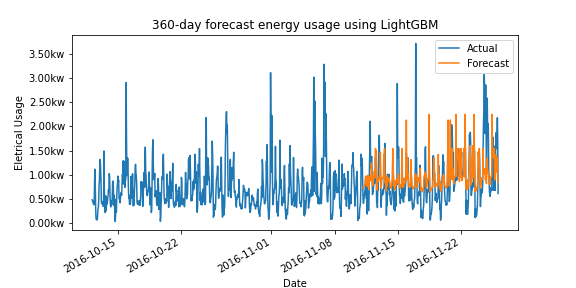 360-day forecast energy usage using LightGBM
Actual
Forecast
3.50kw
3.00kw
2.50kw
2.00kw
1.50kw
1.00kw
0.50kw
0.00kw
Eletrical Usage
2016-10-15
2016-10-22
2016-11-01
2016-11-08
2016-11-15
2016-11-22
Date